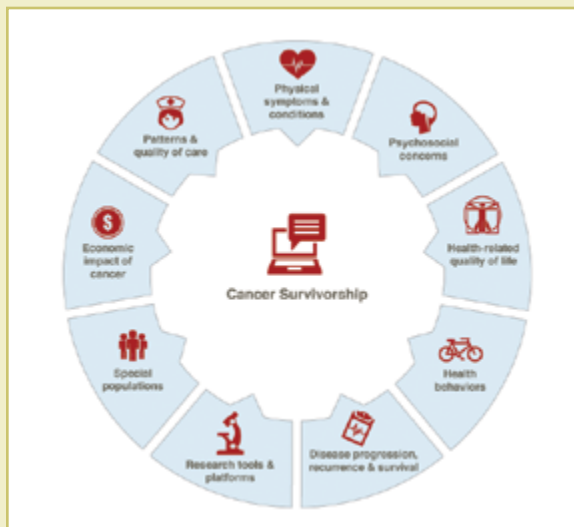 Physical
symptoms &
conditions
Psychosocial
concerns
Health-related
quality of life
Health
behaviors
Disease progression,
recurrence & survival
Research tools &
platforms
Special
populations
$
Economic
impact of
cancer
Patterns &
quality of care
Cancer Survivorship